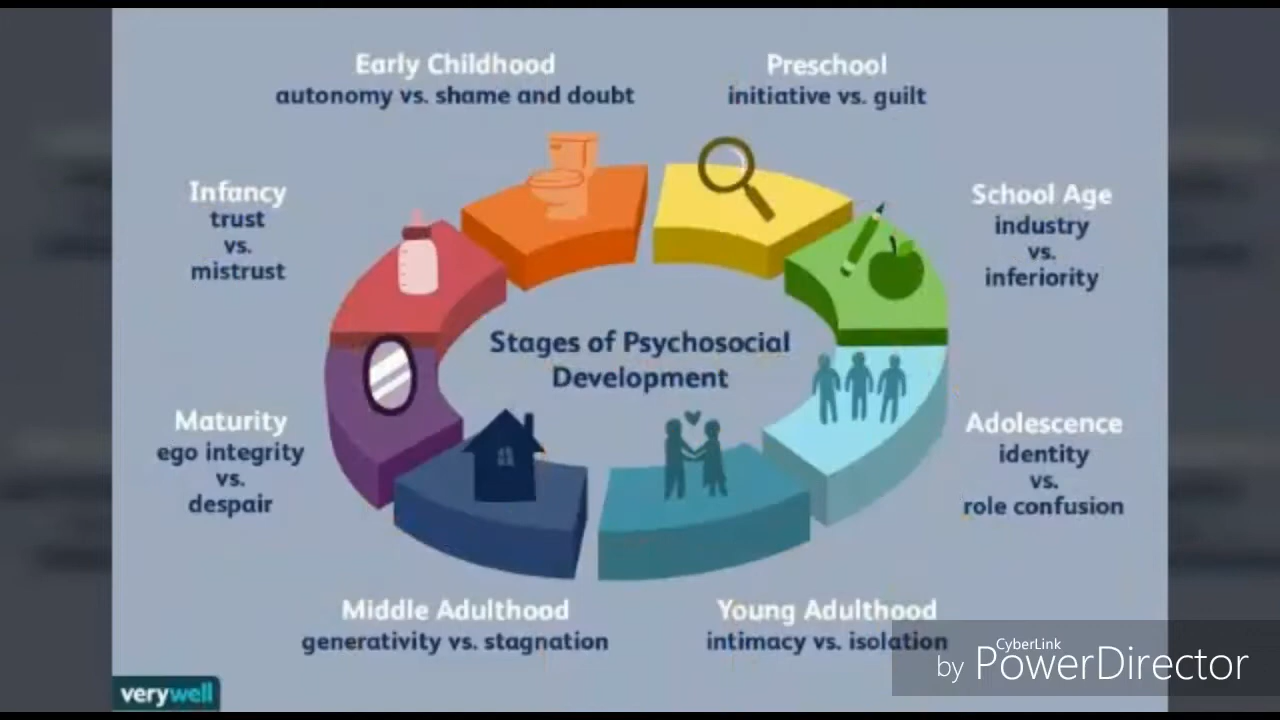 Early Childhood
autonomy vs. shame and doubt
Preschool
initiative vs. guilt
Infancy
trust
vs.
mistrust
School Age
industry
vs.
inferiority
Stages of Psychosocial
Development
Maturity
ego integrity
vs.
despair
Adolescence
identity
vs.
role confusion
Middle Adulthood
generativity vs. stagnation
Young Adulthood
intimacy vs. isolation
verywell
CyberLink
by PowerDirector